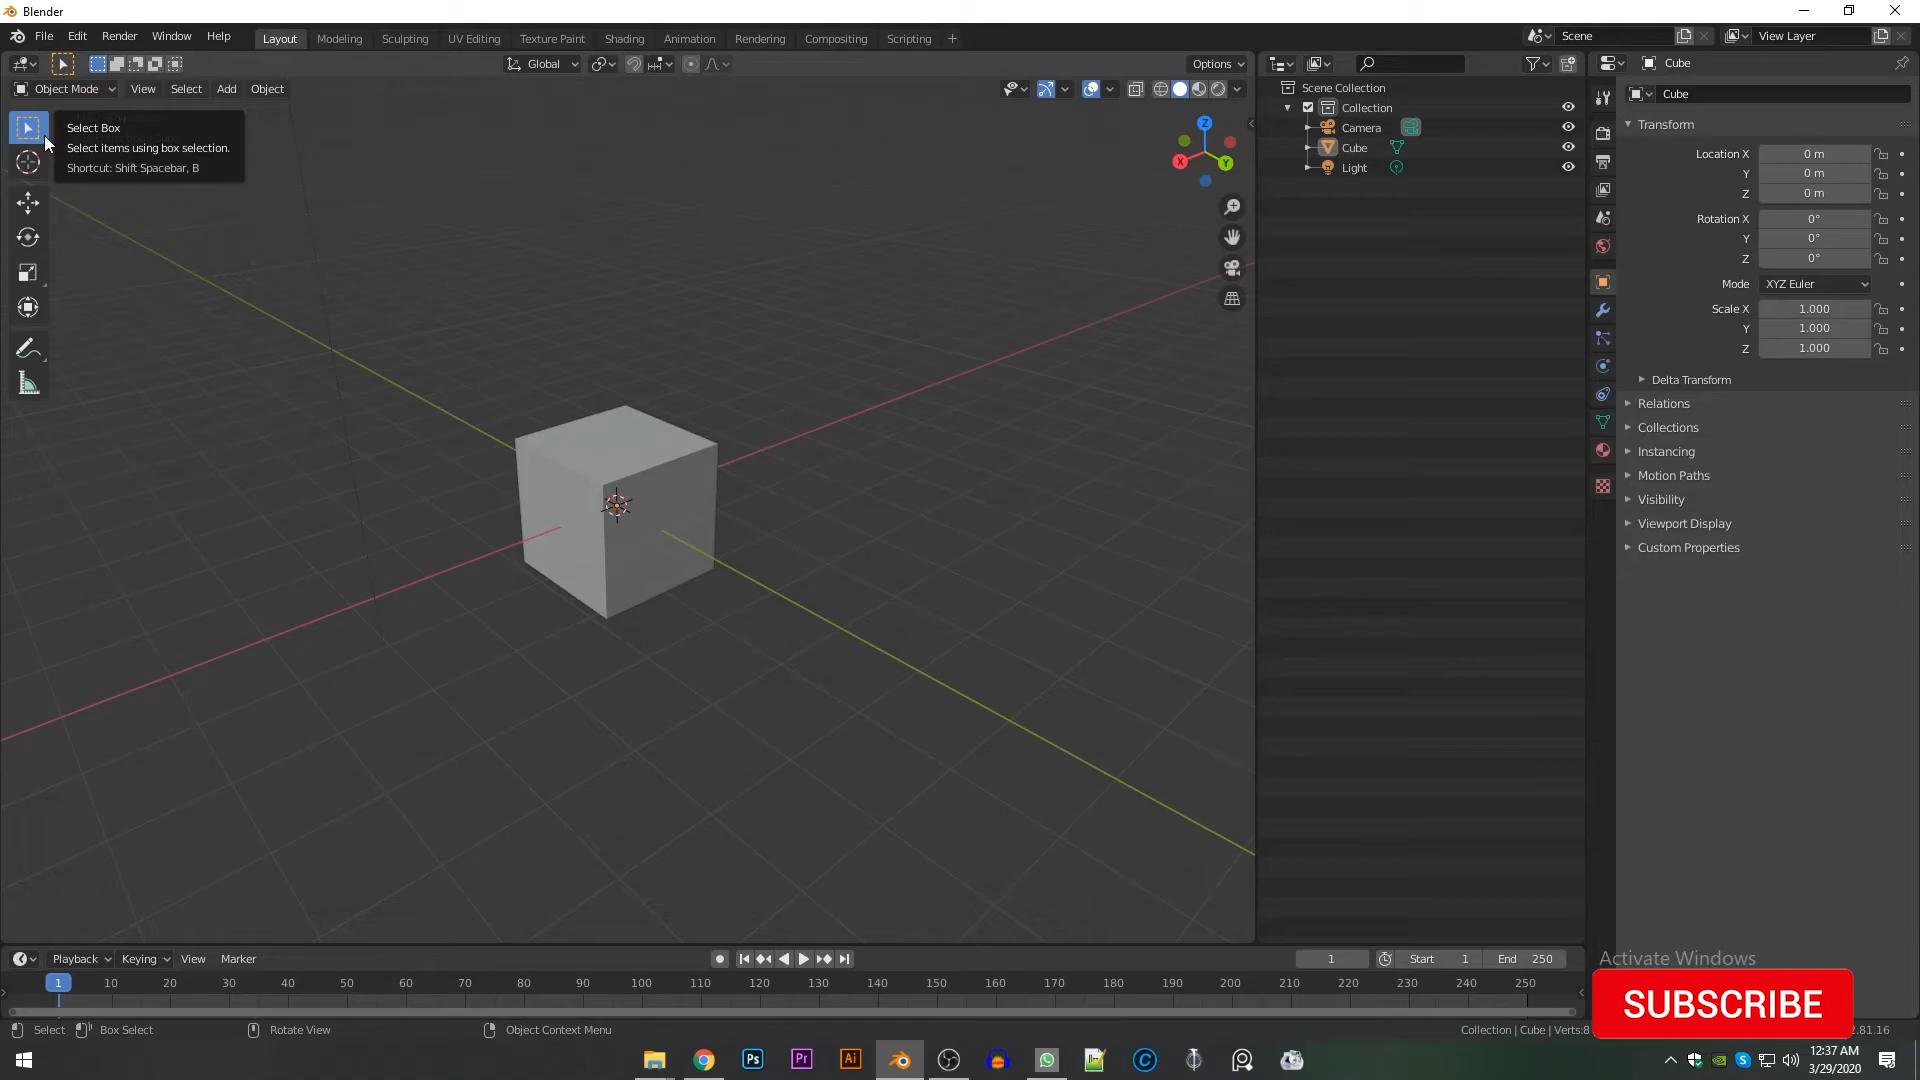 Blender
File Edit Render Window Help Layout Modeling Sculpting UV Editing Texture Paint Shading Animation Rendering Compositing Scripting + Scene View Layer
Global Options Cube
Object Mode View Select Add Object Scene Collection
Cube
Collection
Select Box
Select items using box selection.
Shortcut: Shift Spacebar, B
Z
X
Y
Camera
Cube
Light
Transform
Location X 0 m
Y 0 m
Z 0 m
Rotation X 0°
Y 0°
Z 0°
Mode XYZ Euler
Scale X 1.000
Y 1.000
Z 1.000
Delta Transform
Relations
Collections
Instancing
Motion Paths
Visibility
Viewport Display
Custom Properties
Playback Keying View Marker 1 Start 1 End 250
1 10 20 30 40 50 60 70 80 90 100 110 120 130 140 150 160 170 180 190 200 210 220 230 240 250
Activate Windows
SUBSCRIBE
Select Box Select Rotate View Object Context Menu Collection | Cube | Verts:8 2.81.16
Ps Pr Ai
12:37 AM
3/29/2020